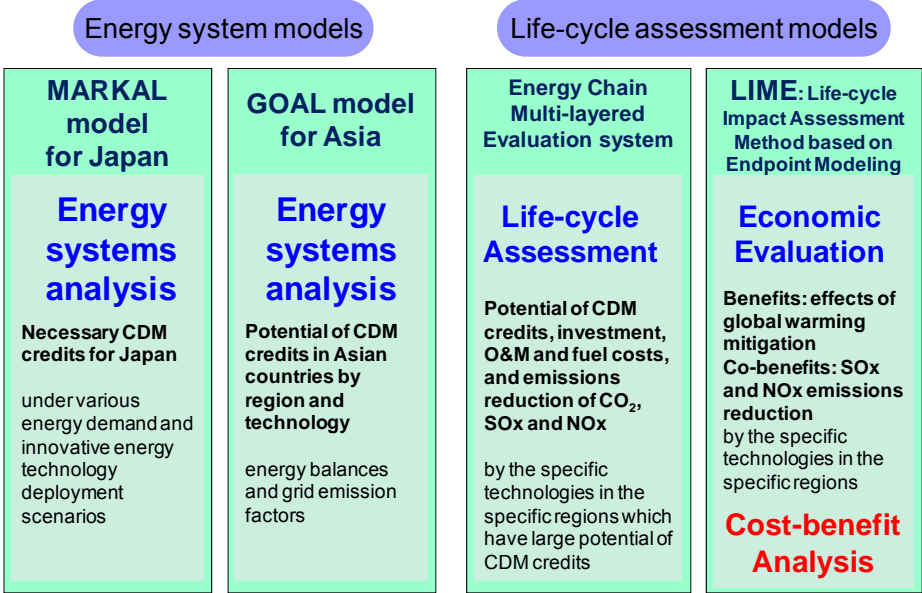 Energy system models
Life-cycle assessment models
MARKAL
model
for Japan
Energy
systems
analysis
Necessary CDM
credits for Japan
under various
energy demand and
innovative energy
technology
deployment
scenarios
GOAL model
for Asia
Energy
systems
analysis
Potential of CDM
credits in Asian
countries by
region and
technology
energy balances
and grid emission
factors
Energy Chain
Multi-layered
Evaluation system
Life-cycle
Assessment
Potential of CDM
credits, investment,
O&M and fuel costs,
and emissions
reduction of CO2,
SOx and NOx
by the specific
technologies in the
specific regions which
have large potential of
CDM credits
LIME: Life-cycle
Impact Assessment
Method based on
Endpoint Modeling
Economic
Evaluation
Benefits: effects of
global warming
mitigation
Co-benefits: SOx
and NOx emissions
reduction
by the specific
technologies in the
specific regions
Cost-benefit
Analysis